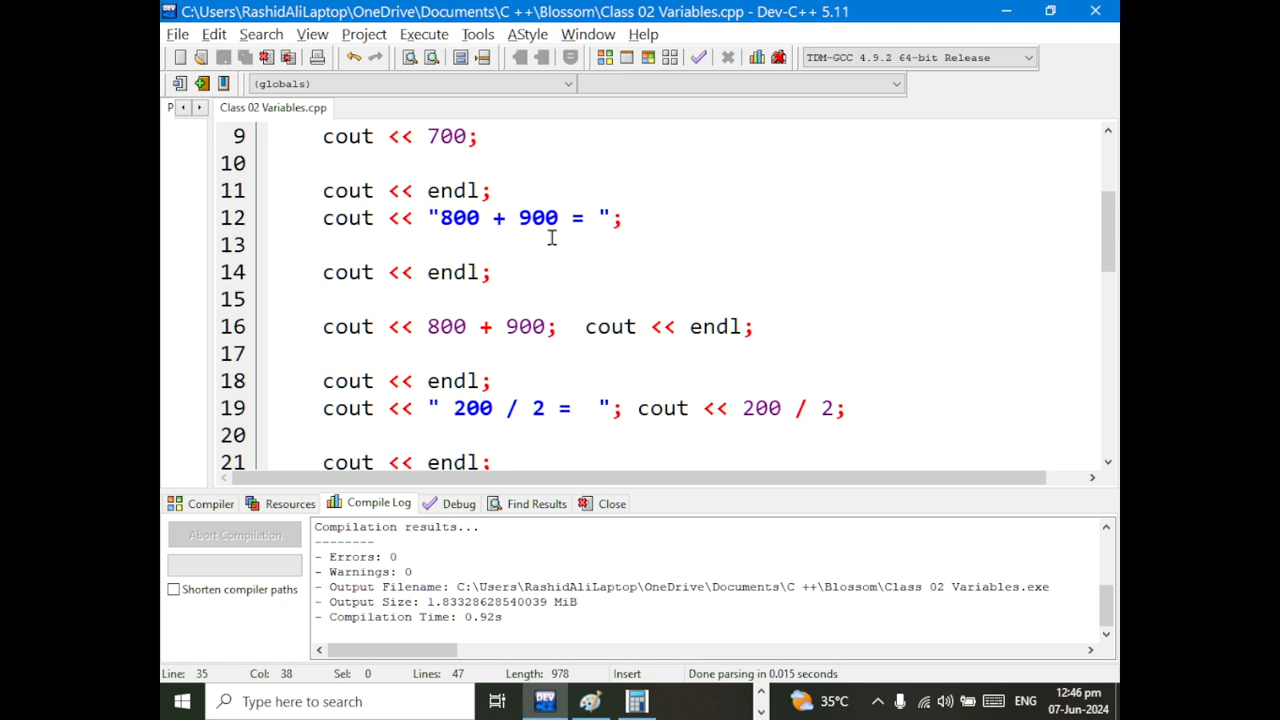 C:\Users\RashidAliLaptop\OneDrive\Documents\C ++\Blossom\Class 02 Variables.cpp - Dev-C++ 5.11
File Edit Search View Project Execute Tools AStyle Window Help
TDM-GCC 4.9.2 64-bit Release
(globals)
P Class 02 Variables.cpp
9 cout << 700;
10
11 cout << endl;
12 cout << "800 + 900 = ";
13
14 cout << endl;
15
16 cout << 800 + 900;  cout << endl;
17
18 cout << endl;
19 cout << " 200 / 2 =  "; cout << 200 / 2;
20
21 cout << endl;
Compiler Resources Compile Log Debug Find Results Close
Abort Compilation
Shorten compiler paths
Compilation results...
--------
- Errors: 0
- Warnings: 0
- Output Filename: C:\Users\RashidAliLaptop\OneDrive\Documents\C ++\Blossom\Class 02 Variables.exe
- Output Size: 1.83328628540039 MiB
- Compilation Time: 0.92s
Line: 35 Col: 38 Sel: 0 Lines: 47 Length: 978 Insert Done parsing in 0.015 seconds
DEV
Type here to search
35°C ENG
12:46 pm
07-Jun-2024